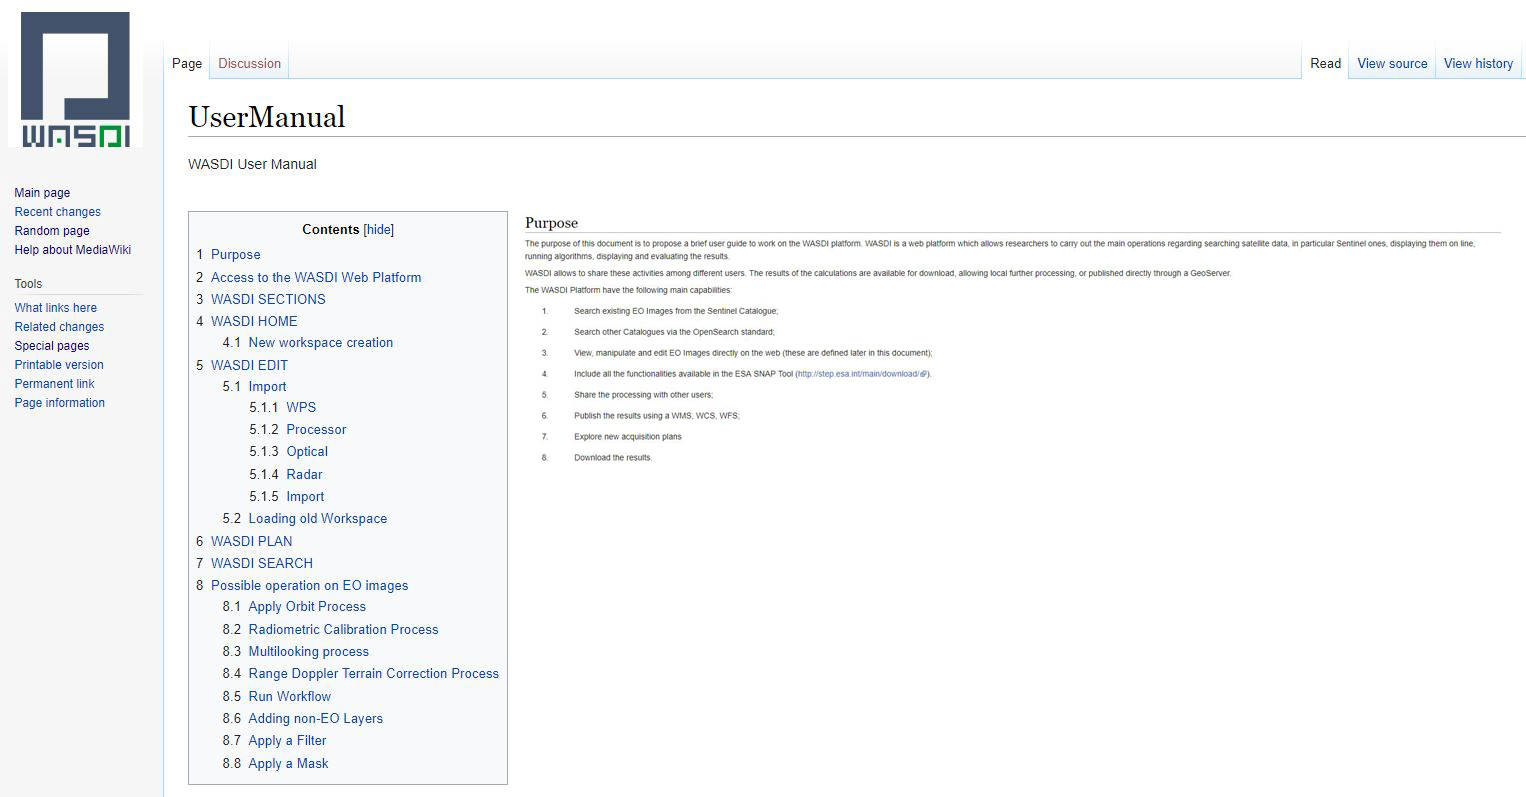 WASDI
Page
Discussion
Read
View source
View history
UserManual
WASDI User Manual
Main page
Recent changes
Random page
Help about MediaWiki
Tools
What links here
Related changes
Special pages
Printable version
Permanent link
Page information
Contents [hide]
1 Purpose
2 Access to the WASDI Web Platform
3 WASDI SECTIONS
4 WASDI HOME
4.1 New workspace creation
5 WASDI EDIT
5.1 Import
5.1.1 WPS
5.1.2 Processor
5.1.3 Optical
5.1.4 Radar
5.1.5 Import
5.2 Loading old Workspace
6 WASDI PLAN
7 WASDI SEARCH
8 Possible operation on EO images
8.1 Apply Orbit Process
8.2 Radiometric Calibration Process
8.3 Multilooking process
8.4 Range Doppler Terrain Correction Process
8.5 Run Workflow
8.6 Adding non-EO Layers
8.7 Apply a Filter
8.8 Apply a Mask
Purpose
The purpose of this document is to propose a brief user guide to work on the WASDI platform. WASDI is a web platform which allows researchers to carry out the main operations regarding searching satellite data, in particular Sentinel ones, displaying them on line,
running algorithms, displaying and evaluating the results.
WASDI allows to share these activities among different users. The results of the calculations are available for download, allowing local further processing, or published directly through a GeoServer.
The WASDI Platform have the following main capabilities:
1. Search existing EO Images from the Sentinel Catalogue;
2. Search other Catalogues via the OpenSearch standard;
3. View, manipulate and edit EO Images directly on the web (these are defined later in this document);
4. Include all the functionalities available in the ESA SNAP Tool (http://step.esa.int/main/download/).
5. Share the processing with other users;
6. Publish the results using a WMS, WCS, WFS;
7. Explore new acquisition plans
8. Download the results.